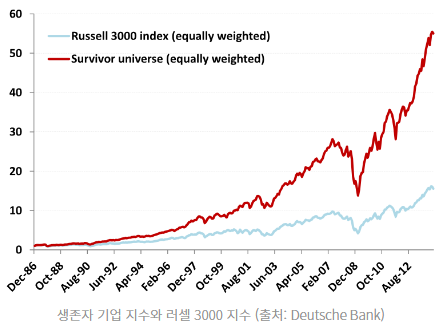 60
50
40
30
20
10
0
Russell 3000 index (equally weighted)
Survivor universe (equally weighted)
Dec-86
Oct-88
Aug-90
Jun-92
Apr-94
Feb-96
Dec-97
Oct-99
Aug-01
Jun-03
Apr-05
Feb-07
Dec-08
Oct-10
Aug-12
생존자 기업 지수와 러셀 3000 지수 (출처: Deutsche Bank)